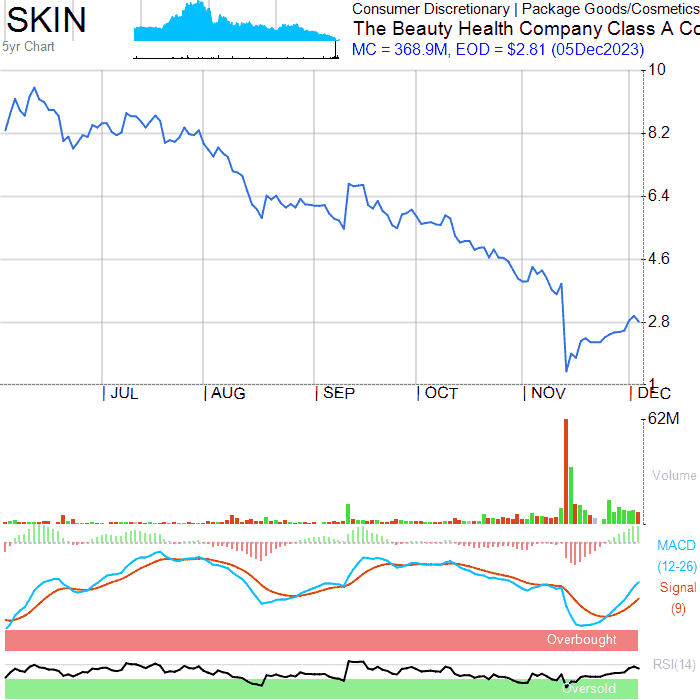 SKIN
5yr Chart
Consumer Discretionary | Package Goods/Cosmetics
The Beauty Health Company Class A Co
MC = 368.9M, EOD = $2.81 (05Dec2023)
10
8.2
6.4
4.6
2.8
1
| JUL | AUG | SEP | OCT | NOV | DEC
62M
Volume
MACD
(12-26)
Signal
(9)
Overbought
RSI(14)
Oversold